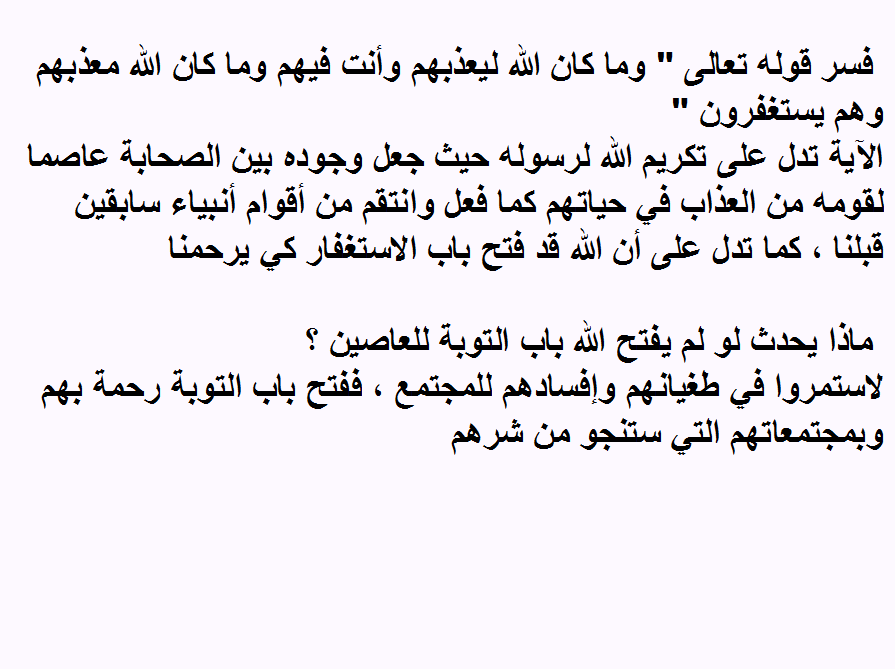 فسر قوله تعالى " وما كان الله ليعذبهم وأنت فيهم وما كان الله معذبهم
وهم يستغفرون "
الآية تدل على تكريم الله لرسوله حيث جعل وجوده بين الصحابة عاصما
لقومه من العذاب في حياتهم كما فعل وانتقم من أقوام أنبياء سابقين
قبلنا ، كما تدل على أن الله قد فتح باب الاستغفار كي يرحمنا
ماذا يحدث لو لم يفتح الله باب التوبة للعاصين ؟
لاستمروا في طغيانهم وإفسادهم للمجتمع ، ففتح باب التوبة رحمة بهم
وبمجتمعاتهم التي ستنجو من شرهم